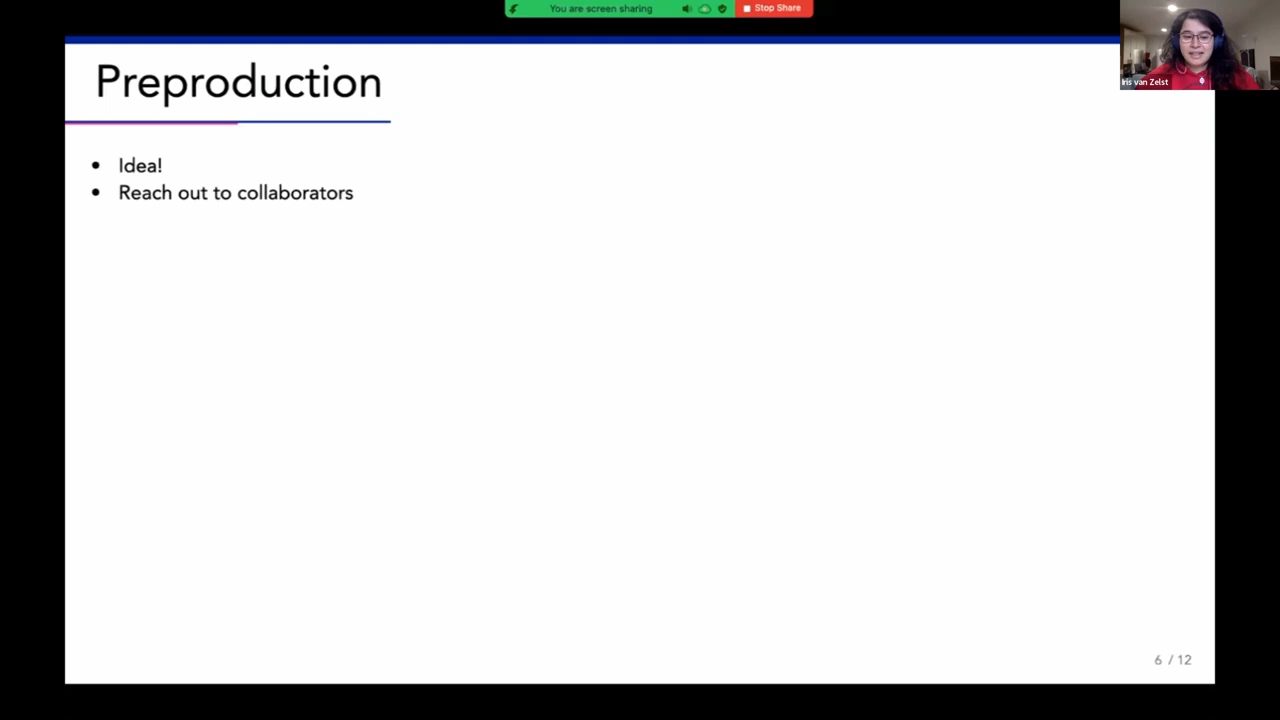 You are screen sharing
Stop Share
Iris van Zelst
Preproduction
• Idea!
• Reach out to collaborators
6 / 12